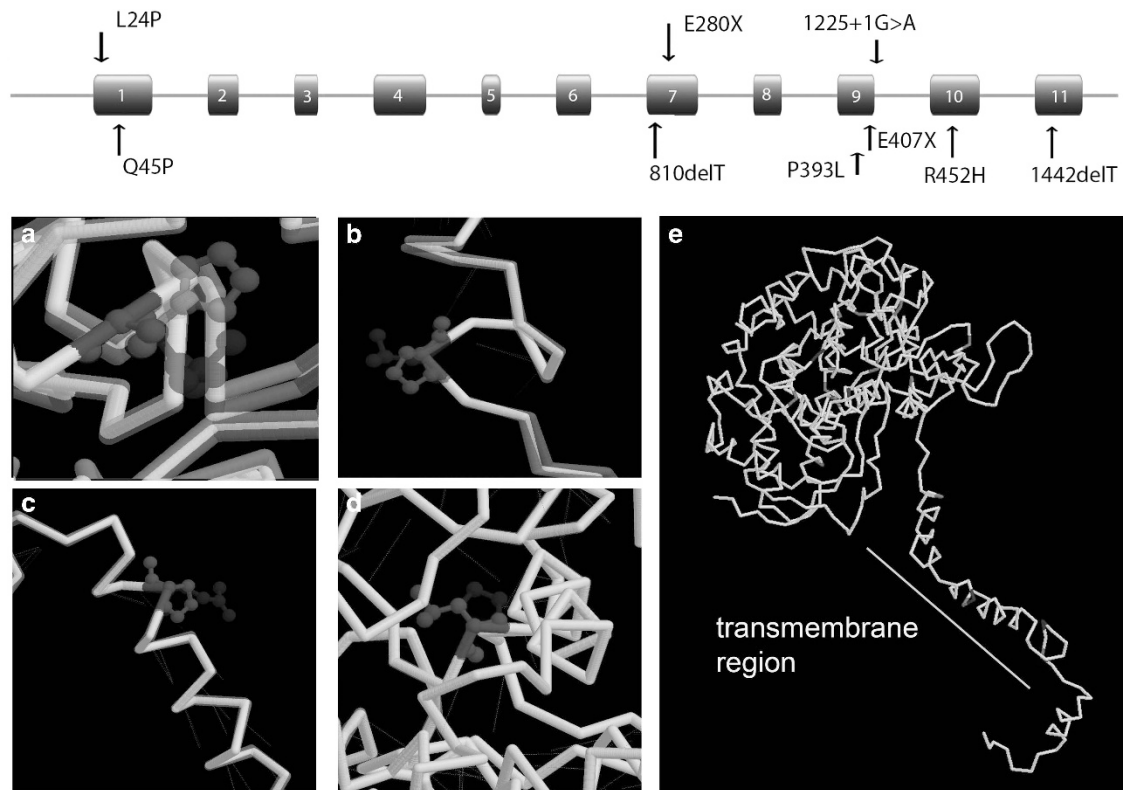 L24P
E280X
1225+1G>A
1
2
3
4
5
6
7
8
9
10
11
Q45P
810delT
P393L
E407X
R452H
1442delT
a
b
e
c
d
transmembrane
region